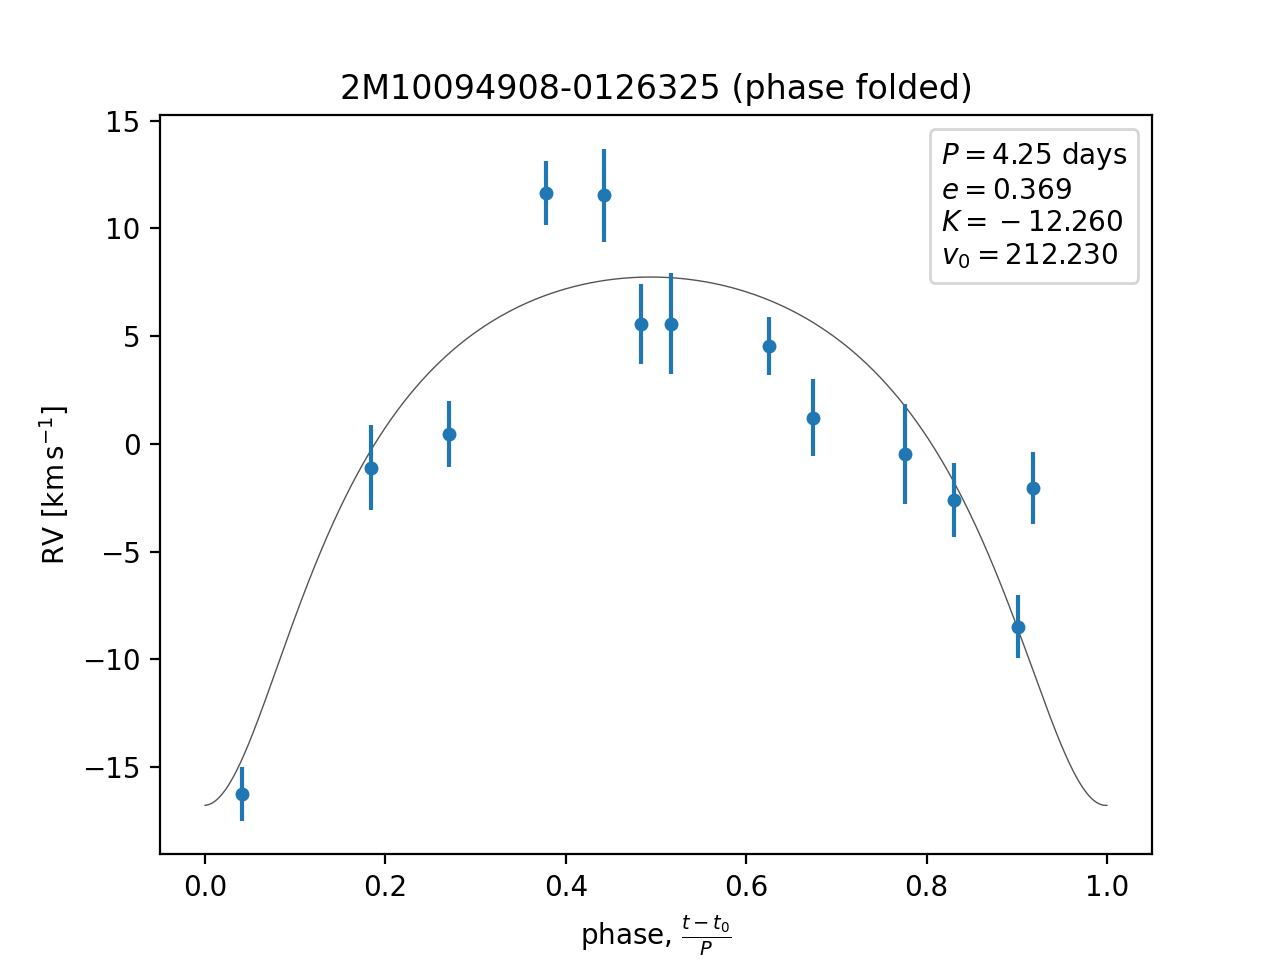 2M10094908-0126325 (phase folded)
P = 4.25 days
e = 0.369
K = −12.260
v₀ = 212.230
RV [km s⁻¹]
15
10
5
0
−5
−10
−15
0.0 0.2 0.4 0.6 0.8 1.0
phase, (t − t₀)/P